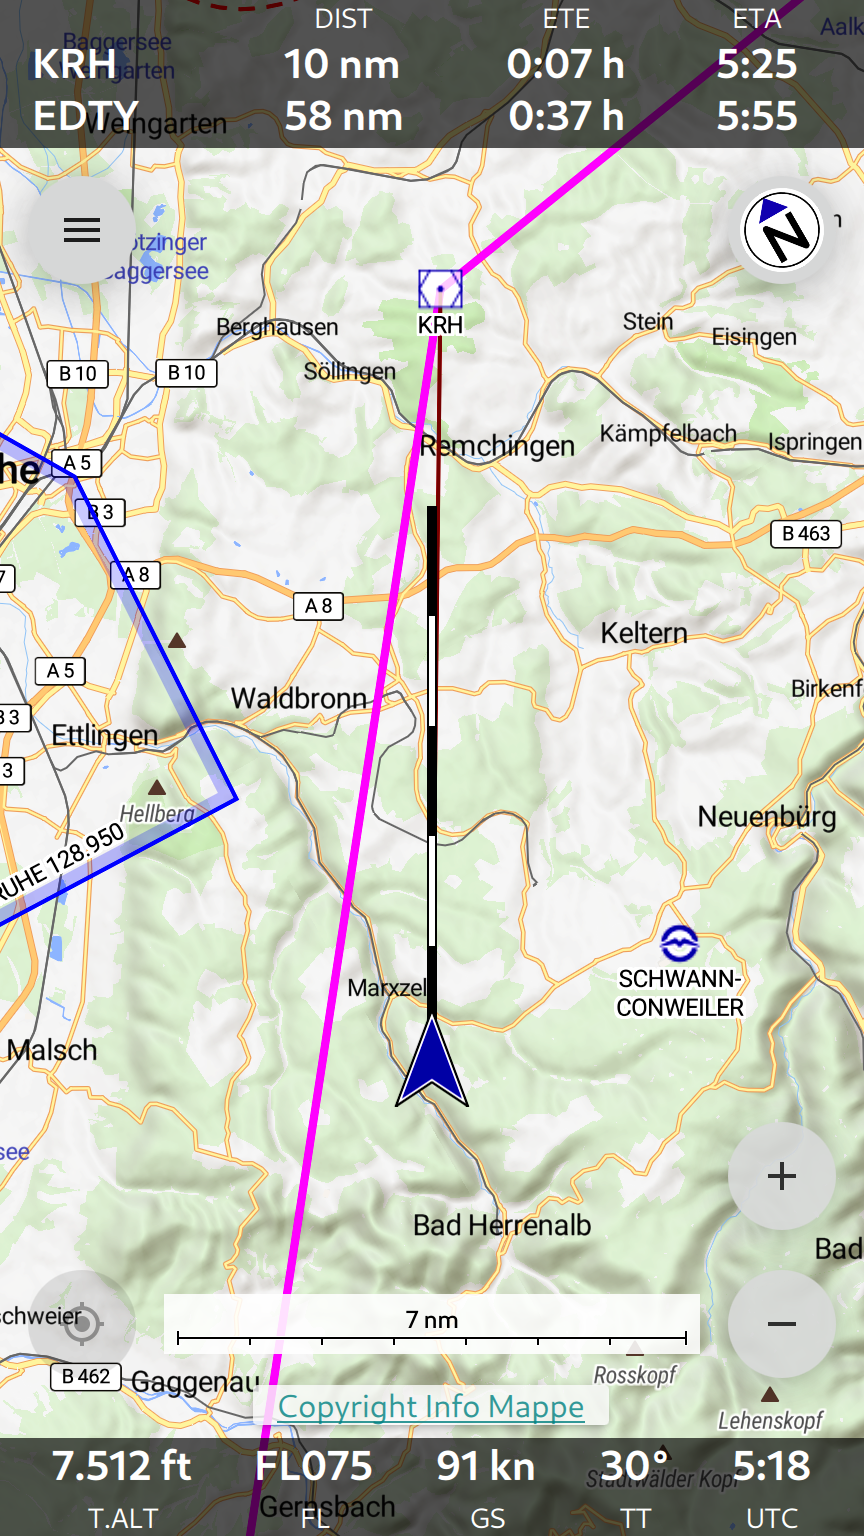 DIST ETE ETA
KRH 10 nm 0:07 h 5:25
EDTY 58 nm 0:37 h 5:55
Baggersee
Weingarten
Weingarten
Aalk
N
otzinger
aggersee
KRH
Berghausen
Stein
Eisingen
Söllingen
B 10
B 10
Remchingen
Kämpfelbach
Ispringen
he
A 5
B 3
B 463
7
A 8
A 8
Keltern
A 5
Birkenf
Waldbronn
B 3
Ettlingen
3
Hellberg
Neuenbürg
RUHE 128.950
SCHWANN-
CONWEILER
Marxzel
Malsch
see
Bad Herrenalb
Bad
schweier
7 nm
Rosskopf
B 462
Gaggenau
Copyright Info Mappe
Lehenskopf
7.512 ft FL075 91 kn 30° 5:18
Stadtwälder Kopf
Gernsbach
T.ALT FL GS TT UTC